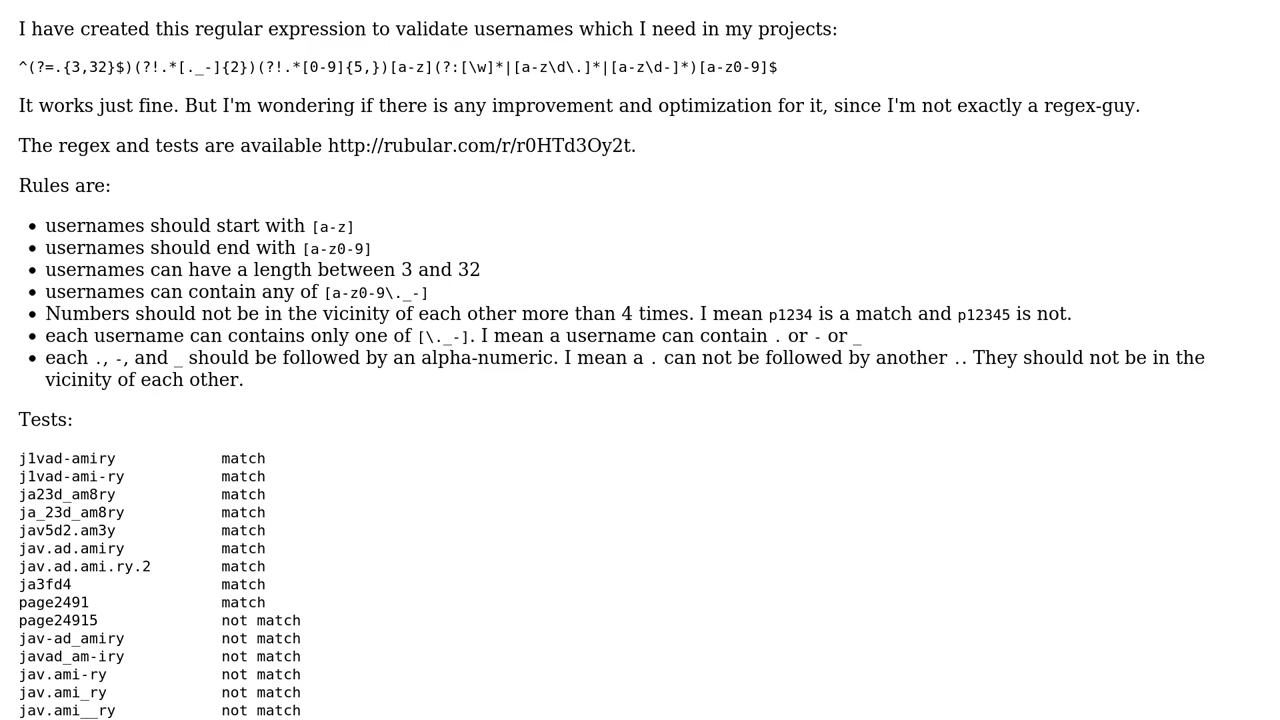 I have created this regular expression to validate usernames which I need in my projects:
^(?=.{3,32}$)(?!.*[._-]{2})(?!.*[0-9]{5,})[a-z](?:[\w]*|[a-z\d\.]*|[a-z\d-]*)[a-z0-9]$
It works just fine. But I'm wondering if there is any improvement and optimization for it, since I'm not exactly a regex-guy.
The regex and tests are available http://rubular.com/r/r0HTd3Oy2t.
Rules are:
• usernames should start with [a-z]
• usernames should end with [a-z0-9]
• usernames can have a length between 3 and 32
• usernames can contain any of [a-z0-9\._-]
• Numbers should not be in the vicinity of each other more than 4 times. I mean p1234 is a match and p12345 is not.
• each username can contains only one of [\._-]. I mean a username can contain . or - or _
• each ., -, and _ should be followed by an alpha-numeric. I mean a . can not be followed by another .. They should not be in the
vicinity of each other.
Tests:
j1vad-amiry match
j1vad-ami-ry match
ja23d_am8ry match
ja_23d_am8ry match
jav5d2.am3y match
jav.ad.amiry match
jav.ad.ami.ry.2 match
ja3fd4 match
page2491 match
page24915 not match
jav-ad_amiry not match
javad_am-iry not match
jav.ami-ry not match
jav.ami_ry not match
jav.ami__ry not match